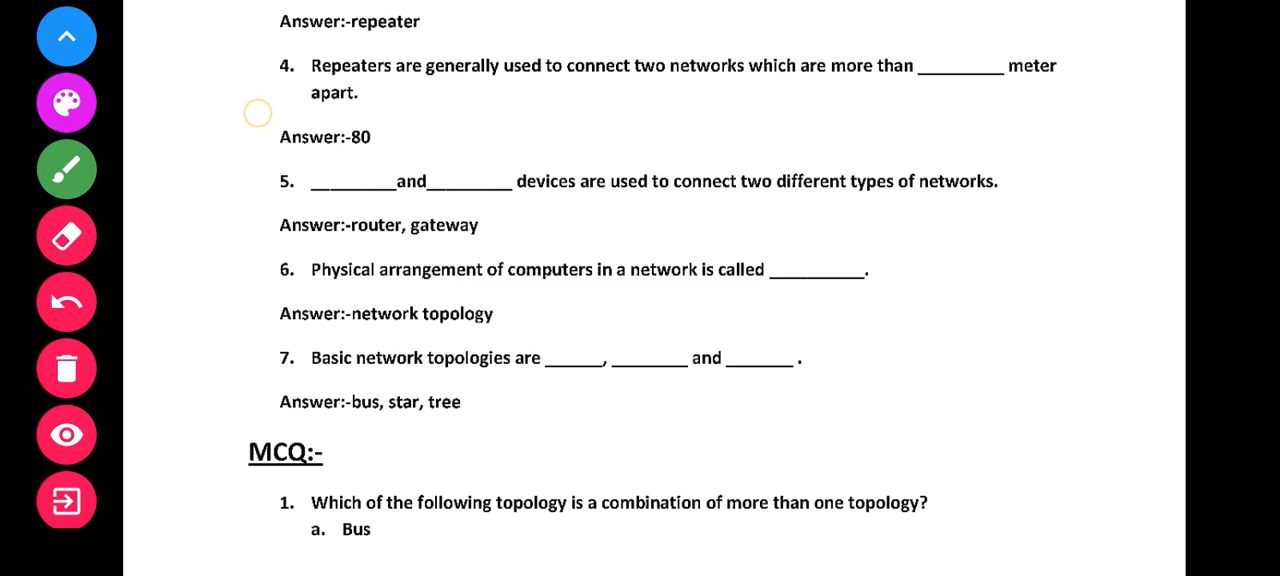 Answer:-repeater
4. Repeaters are generally used to connect two networks which are more than _________ meter
apart.
Answer:-80
5. _________and_________ devices are used to connect two different types of networks.
Answer:-router, gateway
6. Physical arrangement of computers in a network is called __________.
Answer:-network topology
7. Basic network topologies are ______, ________ and _______ .
Answer:-bus, star, tree
MCQ:-
1. Which of the following topology is a combination of more than one topology?
a. Bus